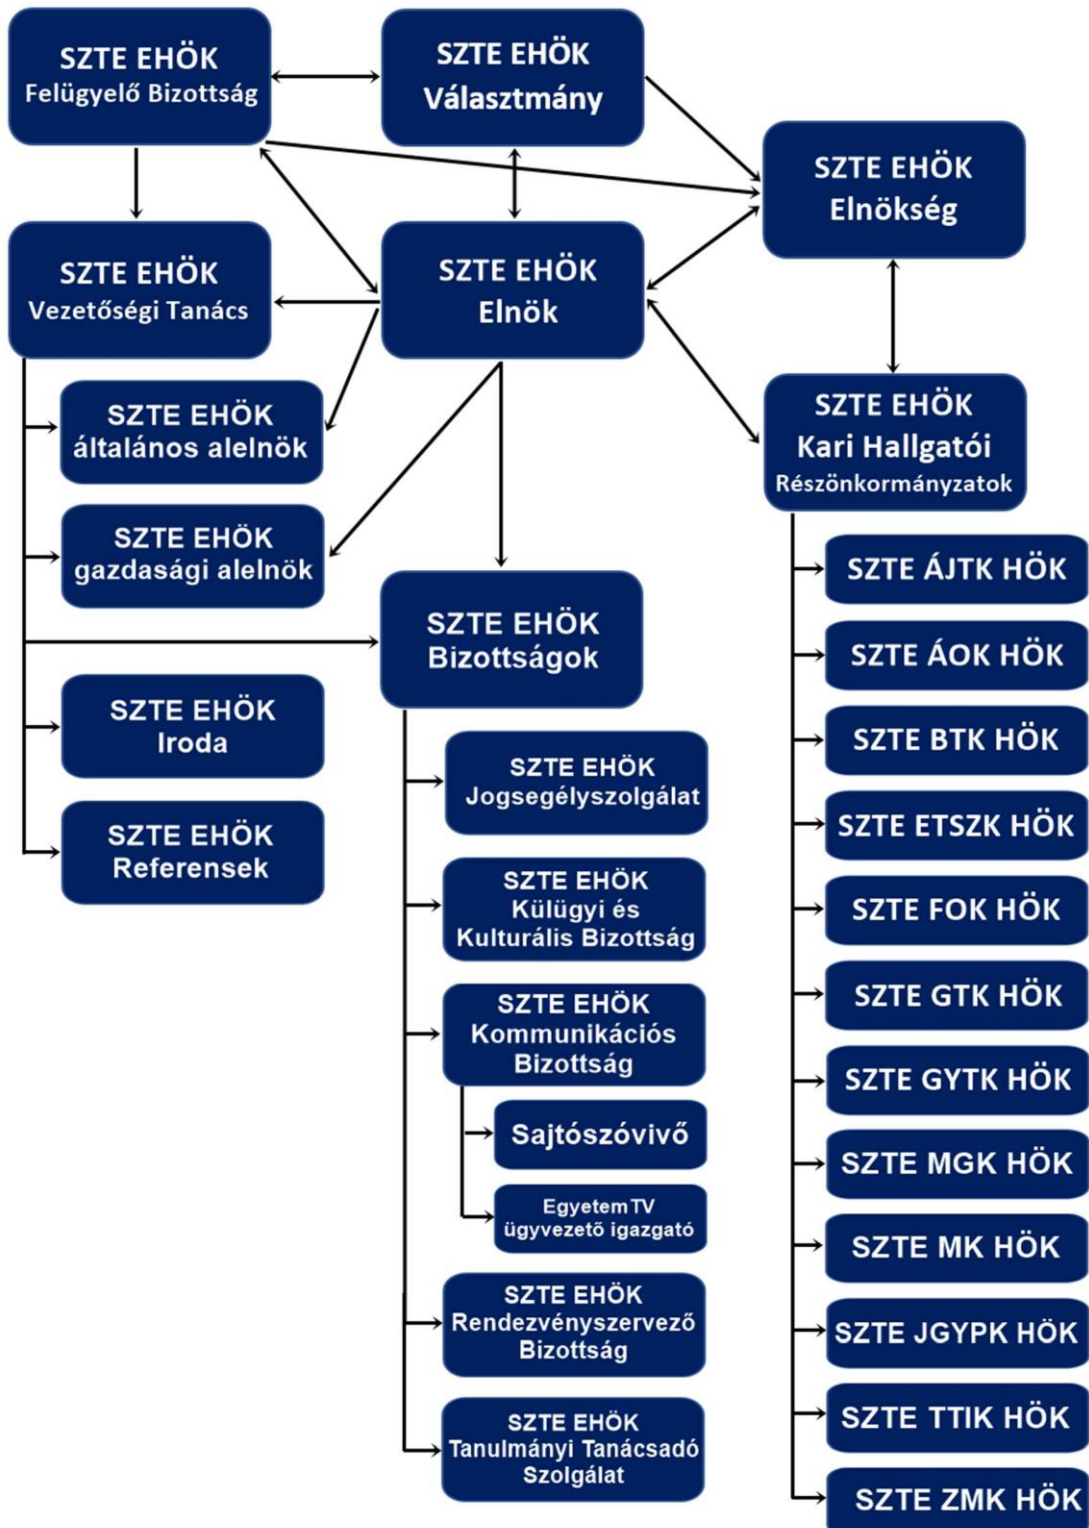 SZTE EHÖK
Felügyelő Bizottság
SZTE EHÖK
Választmány
SZTE EHÖK
Elnökség
SZTE EHÖK
Vezetőségi Tanács
SZTE EHÖK
Elnök
SZTE EHÖK
általános alelnök
SZTE EHÖK
gazdasági alelnök
SZTE EHÖK
Iroda
SZTE EHÖK
Referensek
SZTE EHÖK
Bizottságok
SZTE EHÖK
Jogsegélyszolgálat
SZTE EHÖK
Külügyi és
Kulturális Bizottság
SZTE EHÖK
Kommunikációs
Bizottság
Sajtószóvivő
Egyetem TV
ügyvezető igazgató
SZTE EHÖK
Rendezvényszervező
Bizottság
SZTE EHÖK
Tanulmányi Tanácsadó
Szolgálat
SZTE EHÖK
Kari Hallgatói
Részönkormányzatok
SZTE ÁJTK HÖK
SZTE ÁOK HÖK
SZTE BTK HÖK
SZTE ETSZK HÖK
SZTE FOK HÖK
SZTE GTK HÖK
SZTE GYTK HÖK
SZTE MGK HÖK
SZTE MK HÖK
SZTE JGYPK HÖK
SZTE TTIK HÖK
SZTE ZMK HÖK